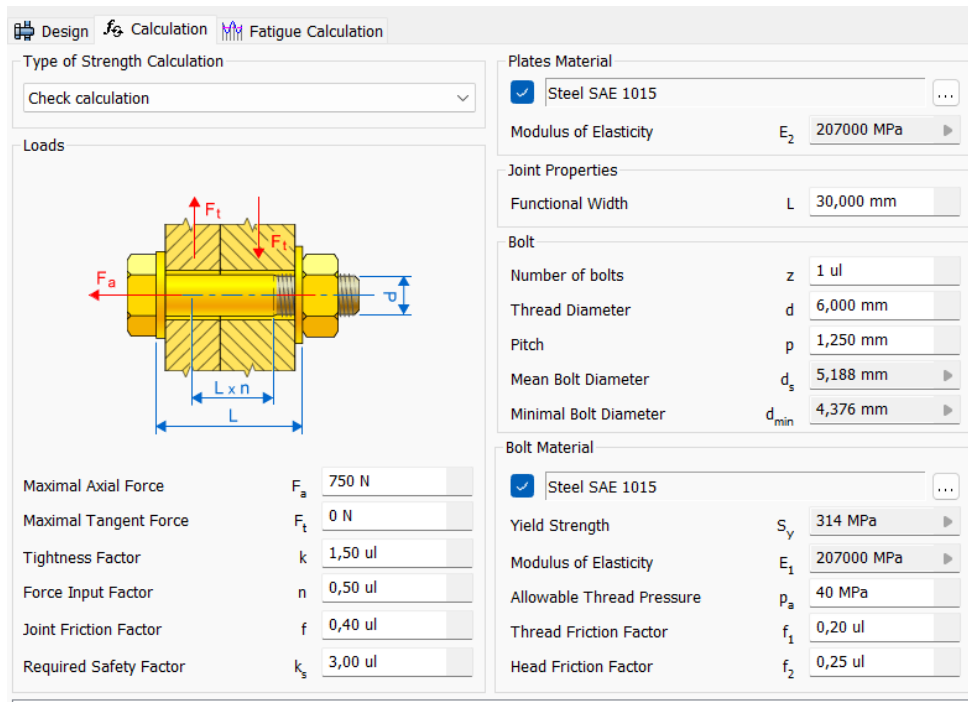 Design Calculation Fatigue Calculation
Type of Strength Calculation
Check calculation
Loads
Ft
Ft
Fa
d
L x n
L
Maximal Axial Force Fa 750 N
Maximal Tangent Force Ft 0 N
Tightness Factor k 1,50 ul
Force Input Factor n 0,50 ul
Joint Friction Factor f 0,40 ul
Required Safety Factor ks 3,00 ul
Plates Material
Steel SAE 1015 ...
Modulus of Elasticity E2 207000 MPa
Joint Properties
Functional Width L 30,000 mm
Bolt
Number of bolts z 1 ul
Thread Diameter d 6,000 mm
Pitch p 1,250 mm
Mean Bolt Diameter ds 5,188 mm
Minimal Bolt Diameter dmin 4,376 mm
Bolt Material
Steel SAE 1015 ...
Yield Strength Sy 314 MPa
Modulus of Elasticity E1 207000 MPa
Allowable Thread Pressure pa 40 MPa
Thread Friction Factor f1 0,20 ul
Head Friction Factor f2 0,25 ul